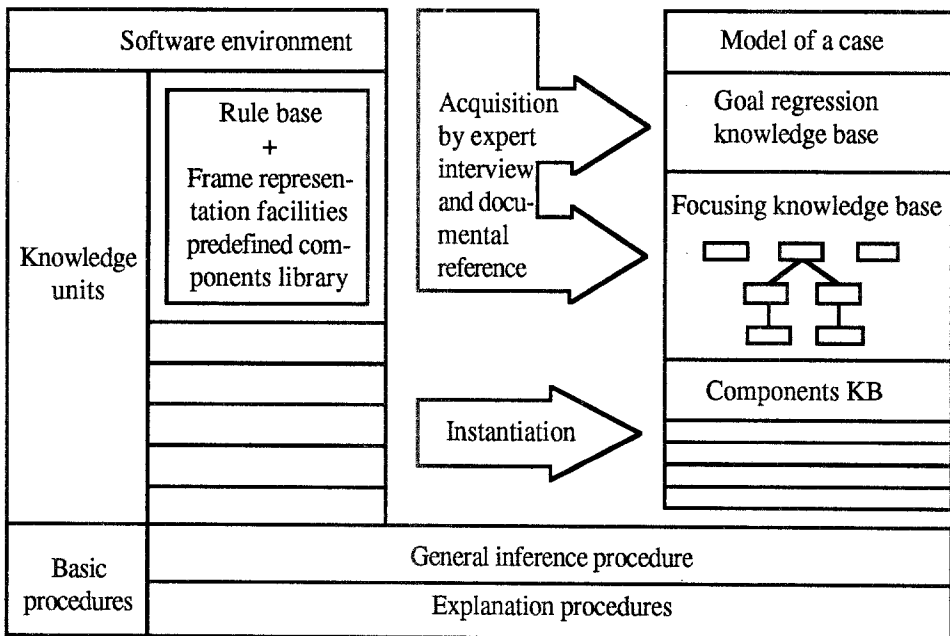 Software environment
Knowledge
units
Rule base
+
Frame represen-
tation facilities
predefined com-
ponents library
Acquisition
by expert
interview
and docu-
mental
reference
Instantiation
Model of a case
Goal regression
knowledge base
Focusing knowledge base
Components KB
Basic
procedures
General inference procedure
Explanation procedures